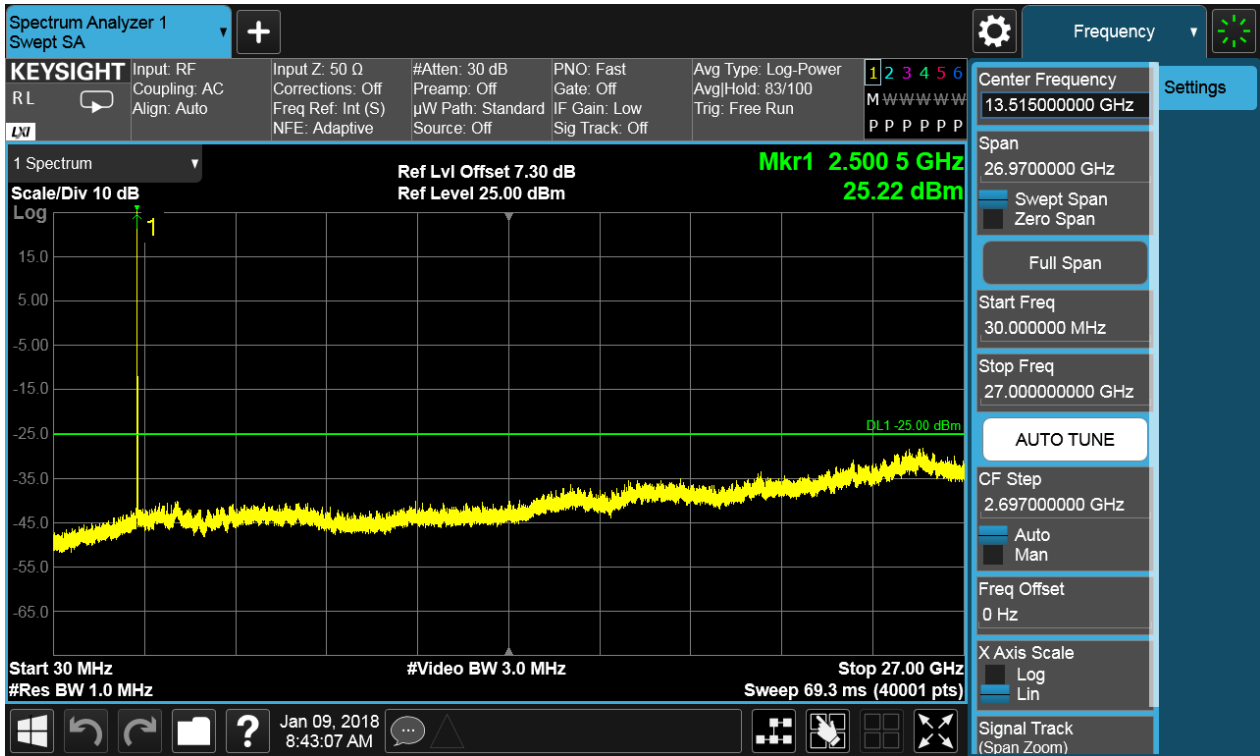 Spectrum Analyzer 1
Swept SA
+
Frequency
KEYSIGHT
R L
LXI
Input: RF
Coupling: AC
Align: Auto
Input Z: 50 Ω
Corrections: Off
Freq Ref: Int (S)
NFE: Adaptive
#Atten: 30 dB
Preamp: Off
µW Path: Standard
Source: Off
PNO: Fast
Gate: Off
IF Gain: Low
Sig Track: Off
Avg Type: Log-Power
Avg|Hold: 83/100
Trig: Free Run
1 2 3 4 5 6
M W W W W W
P P P P P P
1 Spectrum
Scale/Div 10 dB
Ref Lvl Offset 7.30 dB
Ref Level 25.00 dBm
Mkr1 2.500 5 GHz
25.22 dBm
Log
1
15.0
5.00
-5.00
-15.0
-25.0
DL1 -25.00 dBm
-35.0
-45.0
-55.0
-65.0
Start 30 MHz
#Video BW 3.0 MHz
Stop 27.00 GHz
#Res BW 1.0 MHz
Sweep 69.3 ms (40001 pts)
?
Jan 09, 2018
8:43:07 AM
Center Frequency
13.515000000 GHz
Settings
Span
26.9700000 GHz
Swept Span
Zero Span
Full Span
Start Freq
30.000000 MHz
Stop Freq
27.000000000 GHz
AUTO TUNE
CF Step
2.697000000 GHz
Auto
Man
Freq Offset
0 Hz
X Axis Scale
Log
Lin
Signal Track
(Span Zoom)